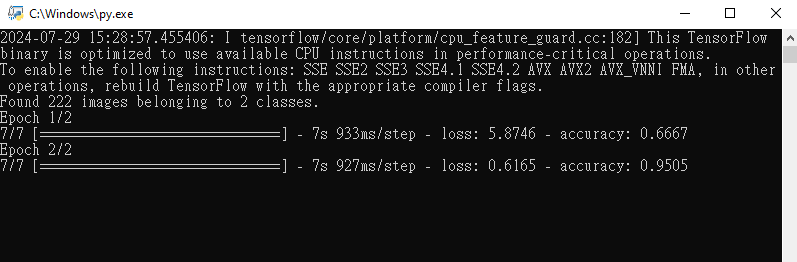 C:\Windows\py.exe
2024-07-29 15:28:57.455406: I tensorflow/core/platform/cpu_feature_guard.cc:182] This TensorFlow
binary is optimized to use available CPU instructions in performance-critical operations.
To enable the following instructions: SSE SSE2 SSE3 SSE4.1 SSE4.2 AVX AVX2 AVX_VNNI FMA, in other
 operations, rebuild TensorFlow with the appropriate compiler flags.
Found 222 images belonging to 2 classes.
Epoch 1/2
7/7 [==============================] - 7s 933ms/step - loss: 5.8746 - accuracy: 0.6667
Epoch 2/2
7/7 [==============================] - 7s 927ms/step - loss: 0.6165 - accuracy: 0.9505